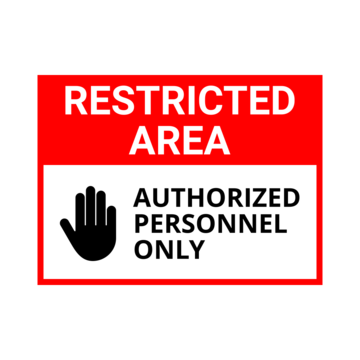 RESTRICTED
AREA
AUTHORIZED
PERSONNEL
ONLY